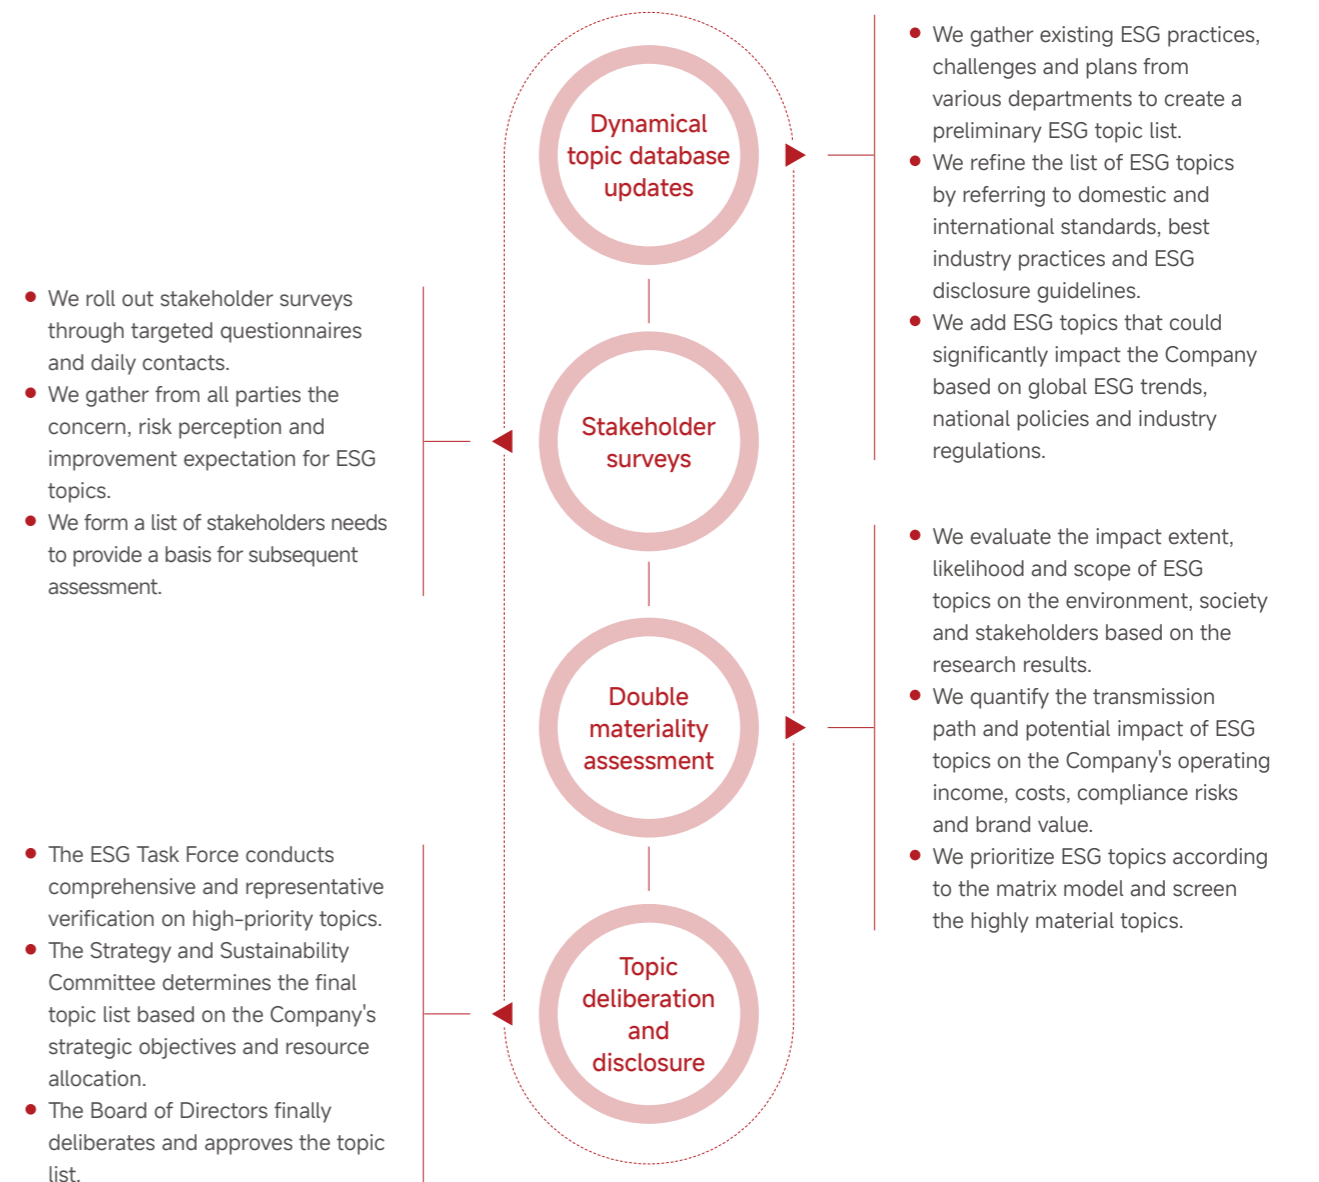 Dynamical
topic database
updates
We gather existing ESG practices,
challenges and plans from
various departments to create a
preliminary ESG topic list.
We refine the list of ESG topics
by referring to domestic and
international standards, best
industry practices and ESG
disclosure guidelines.
We add ESG topics that could
significantly impact the Company
based on global ESG trends,
national policies and industry
regulations.
Stakeholder
surveys
We roll out stakeholder surveys
through targeted questionnaires
and daily contacts.
We gather from all parties the
concern, risk perception and
improvement expectation for ESG
topics.
We form a list of stakeholders needs
to provide a basis for subsequent
assessment.
Double
materiality
assessment
We evaluate the impact extent,
likelihood and scope of ESG
topics on the environment, society
and stakeholders based on the
research results.
We quantify the transmission
path and potential impact of ESG
topics on the Company's operating
income, costs, compliance risks
and brand value.
We prioritize ESG topics according
to the matrix model and screen
the highly material topics.
Topic
deliberation
and
disclosure
The ESG Task Force conducts
comprehensive and representative
verification on high-priority topics.
The Strategy and Sustainability
Committee determines the final
topic list based on the Company's
strategic objectives and resource
allocation.
The Board of Directors finally
deliberates and approves the topic
list.